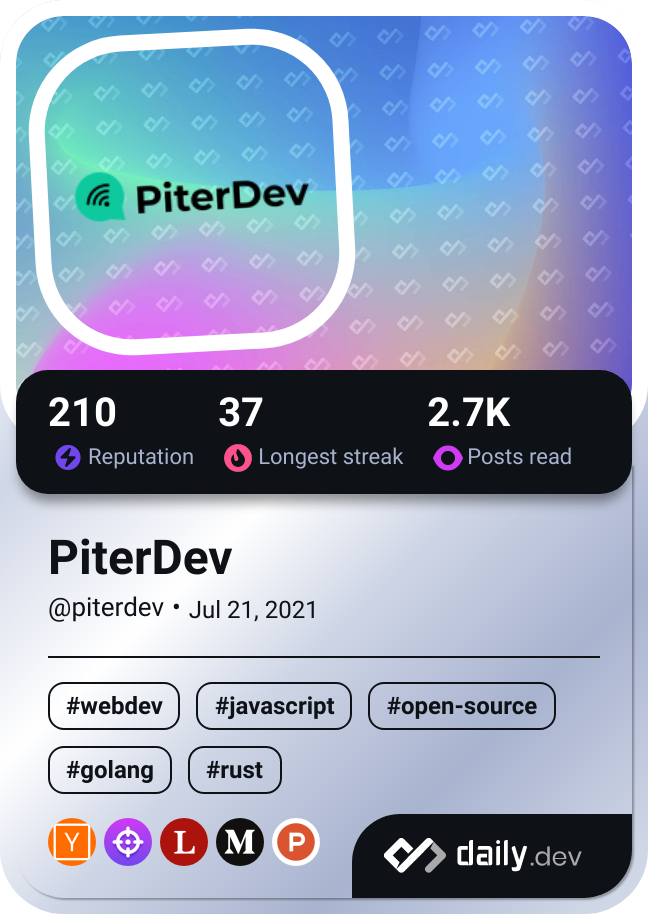 PiterDev
210 37 2.7K
Reputation Longest streak Posts read
PiterDev
@piterdev • Jul 21, 2021
#webdev #javascript #open-source
#golang #rust
Y L M P
daily.dev